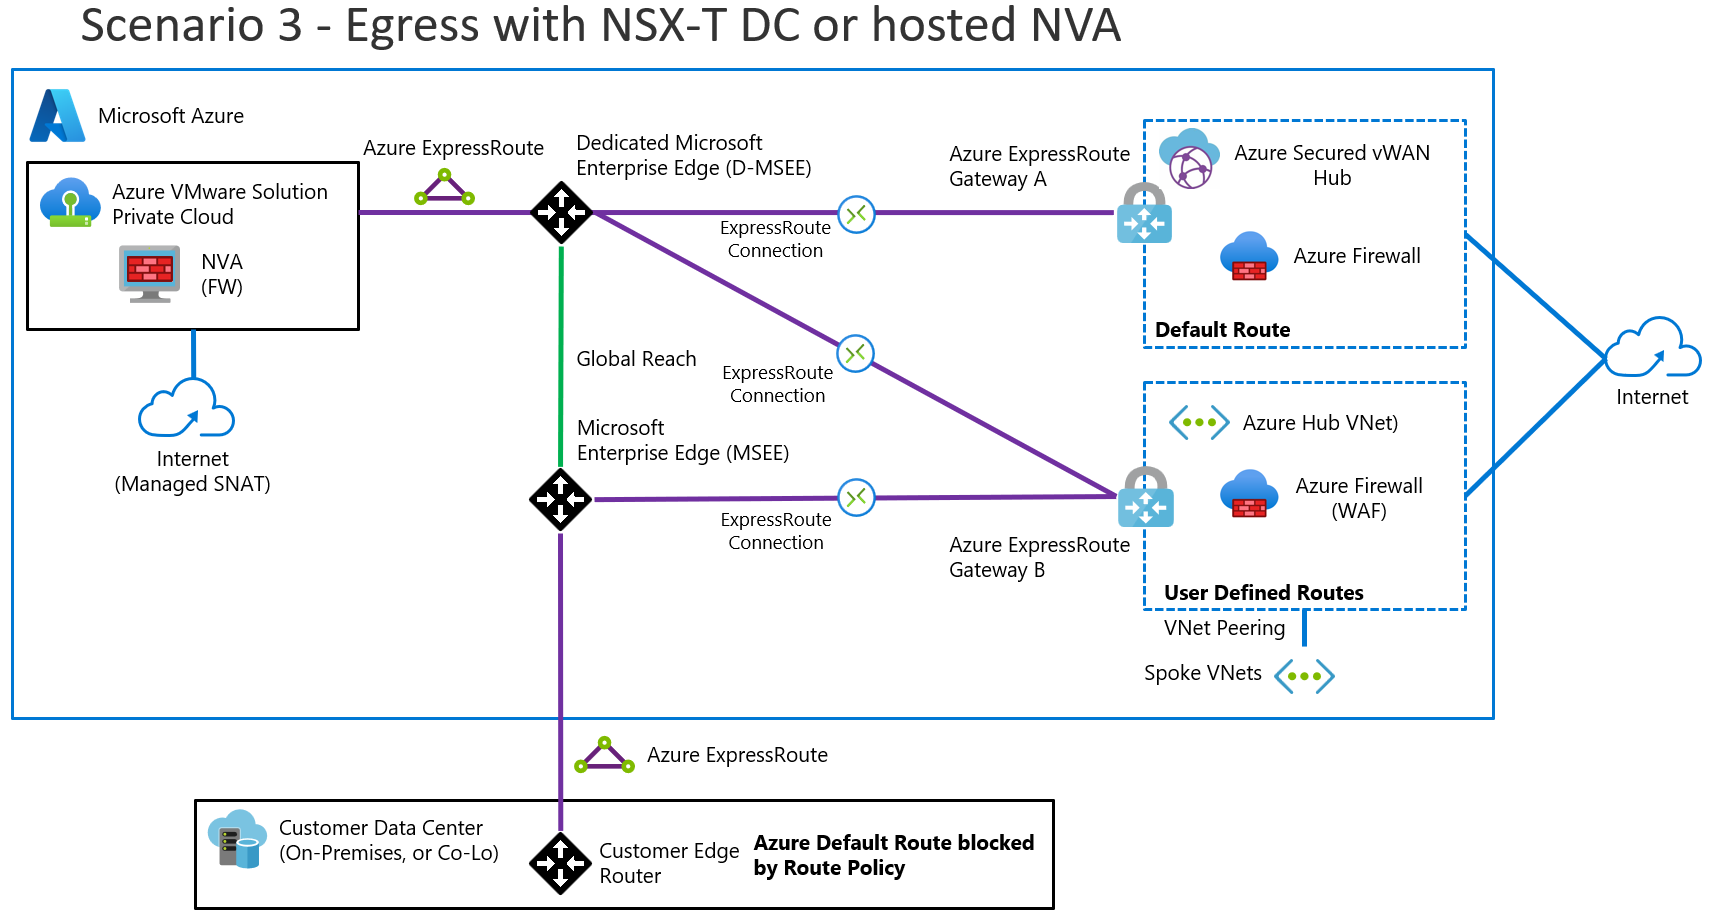 Scenario 3 - Egress with NSX-T DC or hosted NVA
Microsoft Azure
Azure VMware Solution
Private Cloud
NVA
(FW)
Internet
(Managed SNAT)
Azure ExpressRoute
Dedicated Microsoft
Enterprise Edge (D-MSEE)
ExpressRoute
Connection
Azure ExpressRoute
Gateway A
Azure Secured vWAN
Hub
Azure Firewall
Default Route
Global Reach
ExpressRoute
Connection
Internet
Microsoft
Enterprise Edge (MSEE)
ExpressRoute
Connection
Azure ExpressRoute
Gateway B
Azure Hub VNet)
Azure Firewall
(WAF)
User Defined Routes
VNet Peering
Spoke VNets
Azure ExpressRoute
Customer Data Center
(On-Premises, or Co-Lo)
Customer Edge
Router
Azure Default Route blocked
by Route Policy